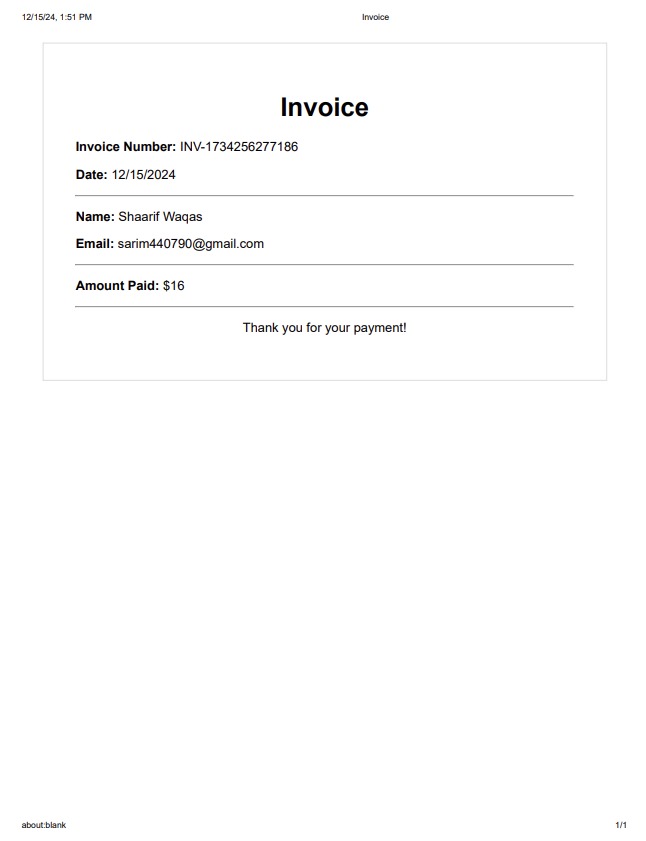 12/15/24, 1:51 PM Invoice
Invoice
Invoice Number: INV-1734256277186
Date: 12/15/2024
Name: Shaarif Waqas
Email: sarim440790@gmail.com
Amount Paid: $16
Thank you for your payment!
about:blank 1/1